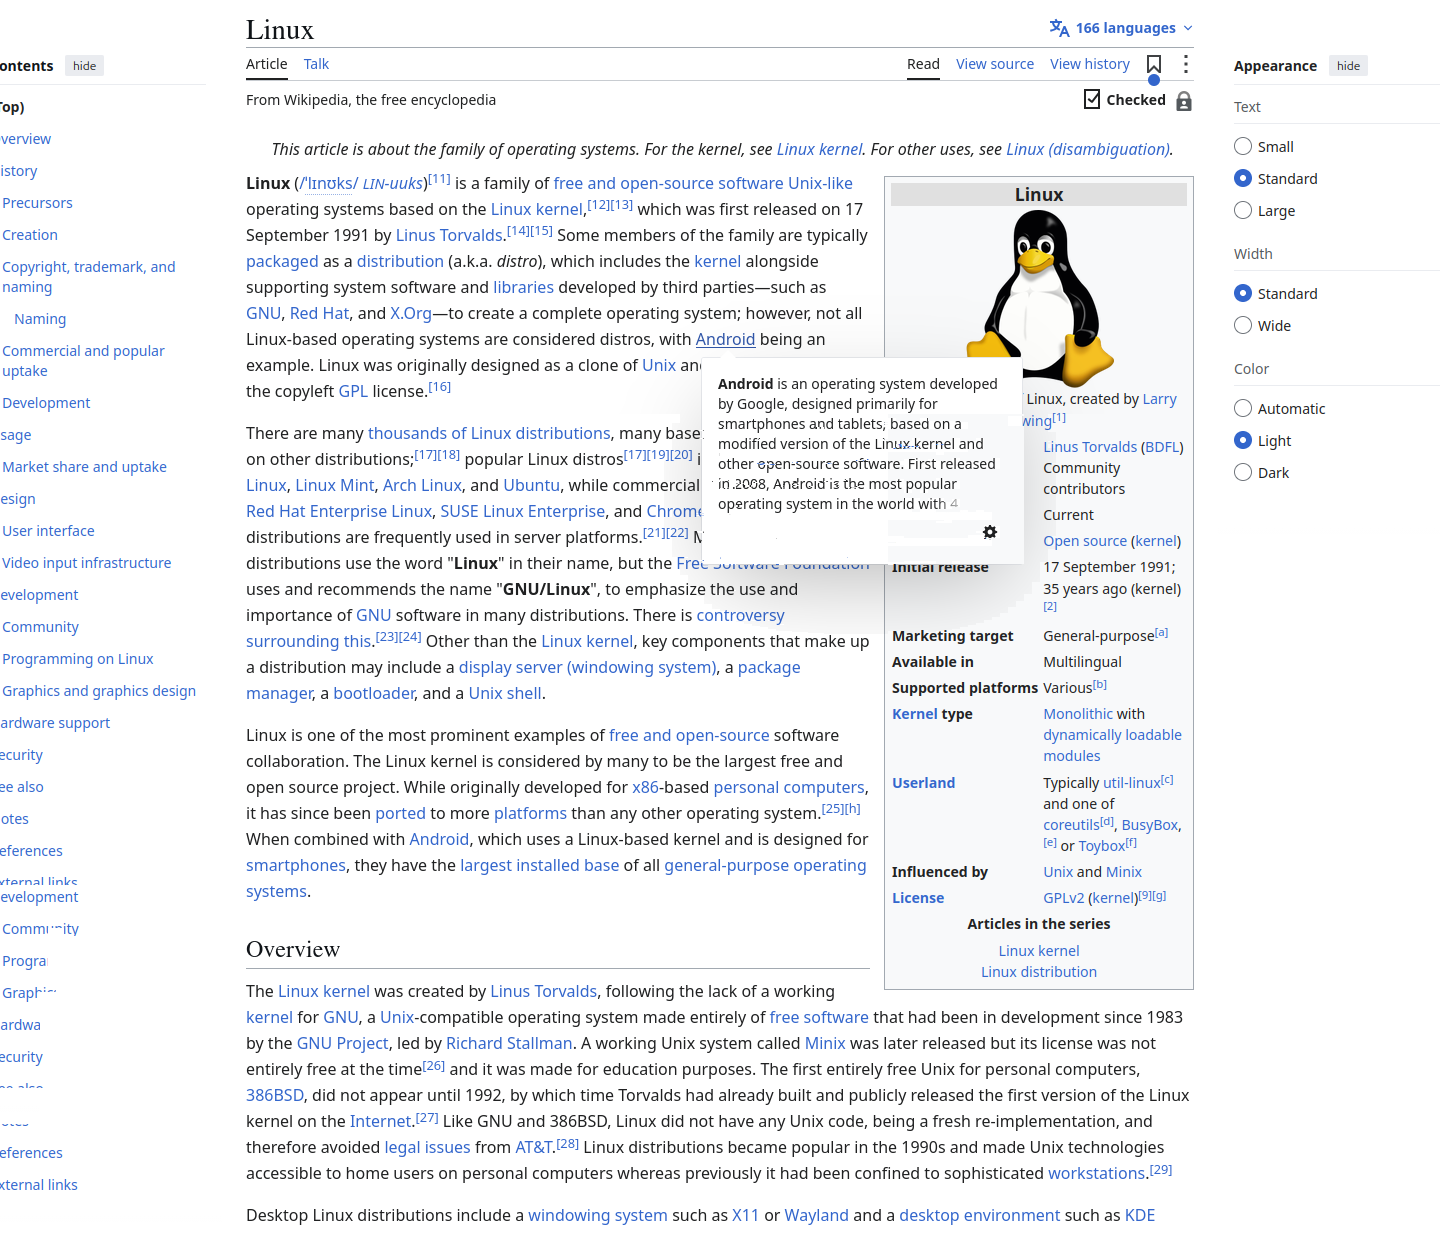 Linux
166 languages
Contents hide
(Top)
Overview
History
Precursors
Creation
Copyright, trademark, and
naming
Naming
Commercial and popular
uptake
Development
Usage
Market share and uptake
Design
User interface
Video input infrastructure
Development
Community
Programming on Linux
Graphics and graphics design
Hardware support
Security
See also
Notes
References
External links
evelopment
Community
Progra
Graphic
ardwa
ecurity
ee also
otes
eferences
xternal links
Article Talk
Read View source View history
From Wikipedia, the free encyclopedia
Checked
This article is about the family of operating systems. For the kernel, see Linux kernel. For other uses, see Linux (disambiguation).
Linux (/ˈlɪnʊks/ LIN-uuks)[11] is a family of free and open-source software Unix-like
operating systems based on the Linux kernel,[12][13] which was first released on 17
September 1991 by Linus Torvalds.[14][15] Some members of the family are typically
packaged as a distribution (a.k.a. distro), which includes the kernel alongside
supporting system software and libraries developed by third parties—such as
GNU, Red Hat, and X.Org—to create a complete operating system; however, not all
Linux-based operating systems are considered distros, with Android being an
example. Linux was originally designed as a clone of Unix and
the copyleft GPL license.[16]
There are many thousands of Linux distributions, many base
on other distributions;[17][18] popular Linux distros[17][19][20]
Linux, Linux Mint, Arch Linux, and Ubuntu, while commercial
Red Hat Enterprise Linux, SUSE Linux Enterprise, and Chrome
distributions are frequently used in server platforms.[21][22] M
distributions use the word "Linux" in their name, but the Free Software Foundation
uses and recommends the name "GNU/Linux", to emphasize the use and
importance of GNU software in many distributions. There is controversy
surrounding this.[23][24] Other than the Linux kernel, key components that make up
a distribution may include a display server (windowing system), a package
manager, a bootloader, and a Unix shell.
Android is an operating system developed
by Google, designed primarily for
smartphones and tablets, based on a
modified version of the Linux kernel and
other open-source software. First released
in 2008, Android is the most popular
operating system in the world with 4
Linux is one of the most prominent examples of free and open-source software
collaboration. The Linux kernel is considered by many to be the largest free and
open source project. While originally developed for x86-based personal computers,
it has since been ported to more platforms than any other operating system.[25][h]
When combined with Android, which uses a Linux-based kernel and is designed for
smartphones, they have the largest installed base of all general-purpose operating
systems.
Overview
The Linux kernel was created by Linus Torvalds, following the lack of a working
kernel for GNU, a Unix-compatible operating system made entirely of free software that had been in development since 1983
by the GNU Project, led by Richard Stallman. A working Unix system called Minix was later released but its license was not
entirely free at the time[26] and it was made for education purposes. The first entirely free Unix for personal computers,
386BSD, did not appear until 1992, by which time Torvalds had already built and publicly released the first version of the Linux
kernel on the Internet.[27] Like GNU and 386BSD, Linux did not have any Unix code, being a fresh re-implementation, and
therefore avoided legal issues from AT&T.[28] Linux distributions became popular in the 1990s and made Unix technologies
accessible to home users on personal computers whereas previously it had been confined to sophisticated workstations.[29]
Desktop Linux distributions include a windowing system such as X11 or Wayland and a desktop environment such as KDE
Linux
Linux, created by Larry
wing[1]
Linus Torvalds (BDFL)
Community
contributors
Current
Open source (kernel)
Initial release 17 September 1991;
35 years ago (kernel)
[2]
Marketing target General-purpose[a]
Available in Multilingual
Supported platforms Various[b]
Kernel type Monolithic with
dynamically loadable
modules
Userland Typically util-linux[c]
and one of
coreutils[d], BusyBox,
[e] or Toybox[f]
Influenced by Unix and Minix
License GPLv2 (kernel)[9][g]
Articles in the series
Linux kernel
Linux distribution
Appearance hide
Text
Small
Standard
Large
Width
Standard
Wide
Color
Automatic
Light
Dark